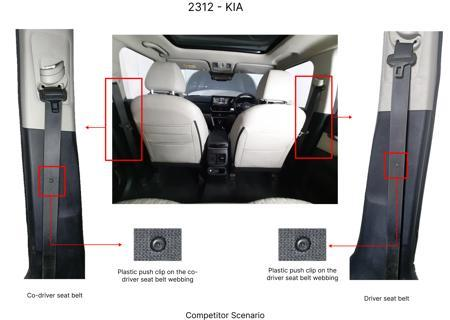 2312 - KIA
Plastic push clip on the co-
driver seat belt webbing
Plastic push clip on the driver
seat belt webbing
Co-driver seat belt
Driver seat belt
Competitor Scenario